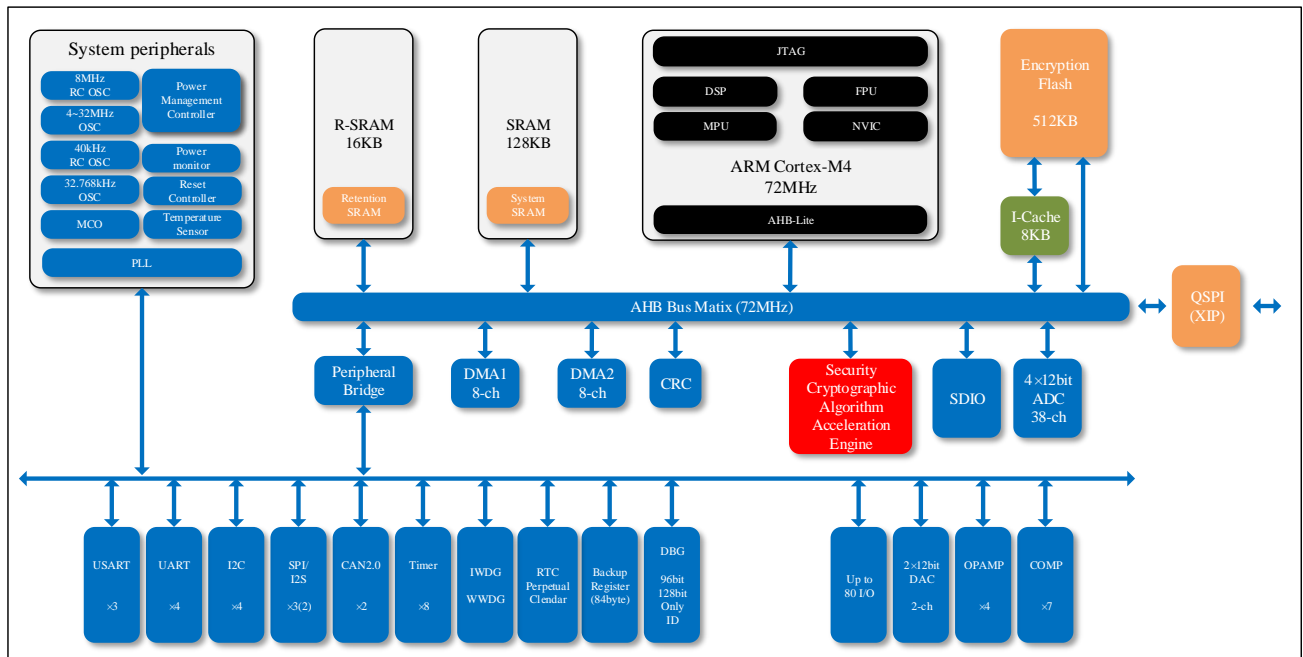 System peripherals
8MHz
RC OSC
Power
Management
Controller
4~32MHz
OSC
40kHz
RC OSC
Power
monitor
32.768kHz
OSC
Reset
Controller
MCO
Temperature
Sensor
PLL
R-SRAM
16KB
Retention
SRAM
SRAM
128KB
System
SRAM
JTAG
DSP
FPU
MPU
NVIC
ARM Cortex-M4
72MHz
AHB-Lite
Encryption
Flash
512KB
I-Cache
8KB
QSPI
(XIP)
AHB Bus Matix (72MHz)
Peripheral
Bridge
DMA1
8-ch
DMA2
8-ch
CRC
Security
Cryptographic
Algorithm
Acceleration
Engine
SDIO
4×12bit
ADC
38-ch
USART
×3
UART
×4
I2C
×4
SPI/
I2S
×3(2)
CAN2.0
×2
Timer
×8
IWDG
WWDG
RTC
Perpetual
Clendar
Backup
Register
(84byte)
DBG
96bit
128bit
Only
ID
Up to
80 I/O
2×12bit
DAC
2-ch
OPAMP
×4
COMP
×7